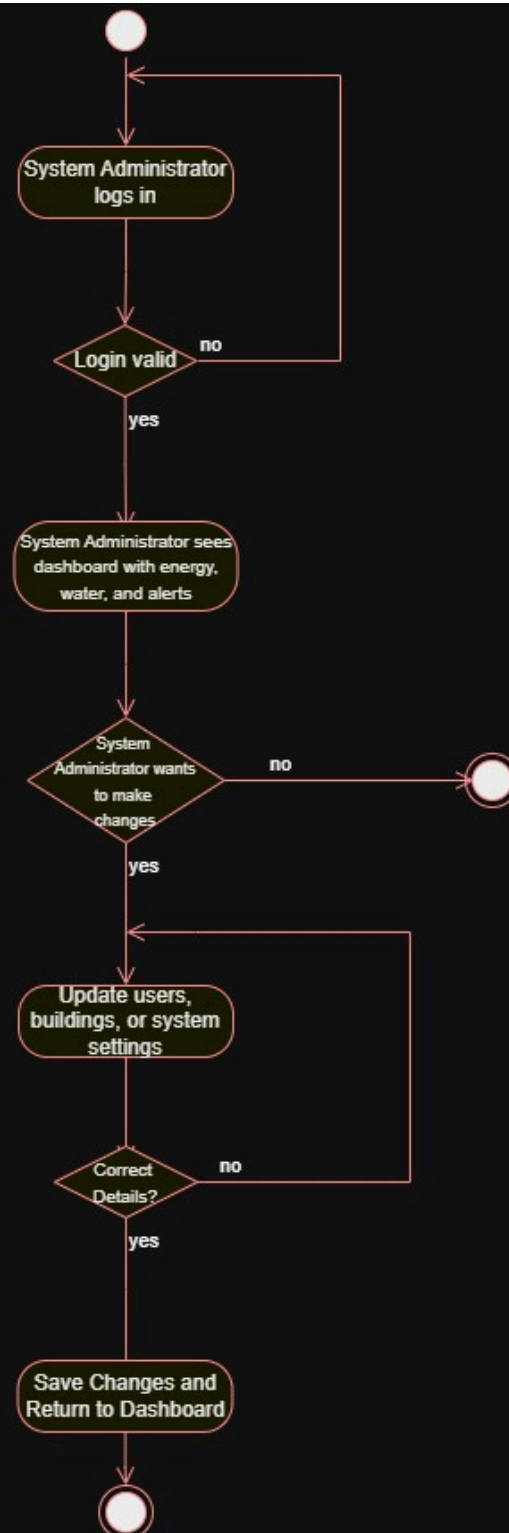 System Administrator
logs in
Login valid
no
yes
System Administrator sees
dashboard with energy,
water, and alerts
System
Administrator wants
to make
changes
no
yes
Update users,
buildings, or system
settings
Correct
Details?
no
yes
Save Changes and
Return to Dashboard